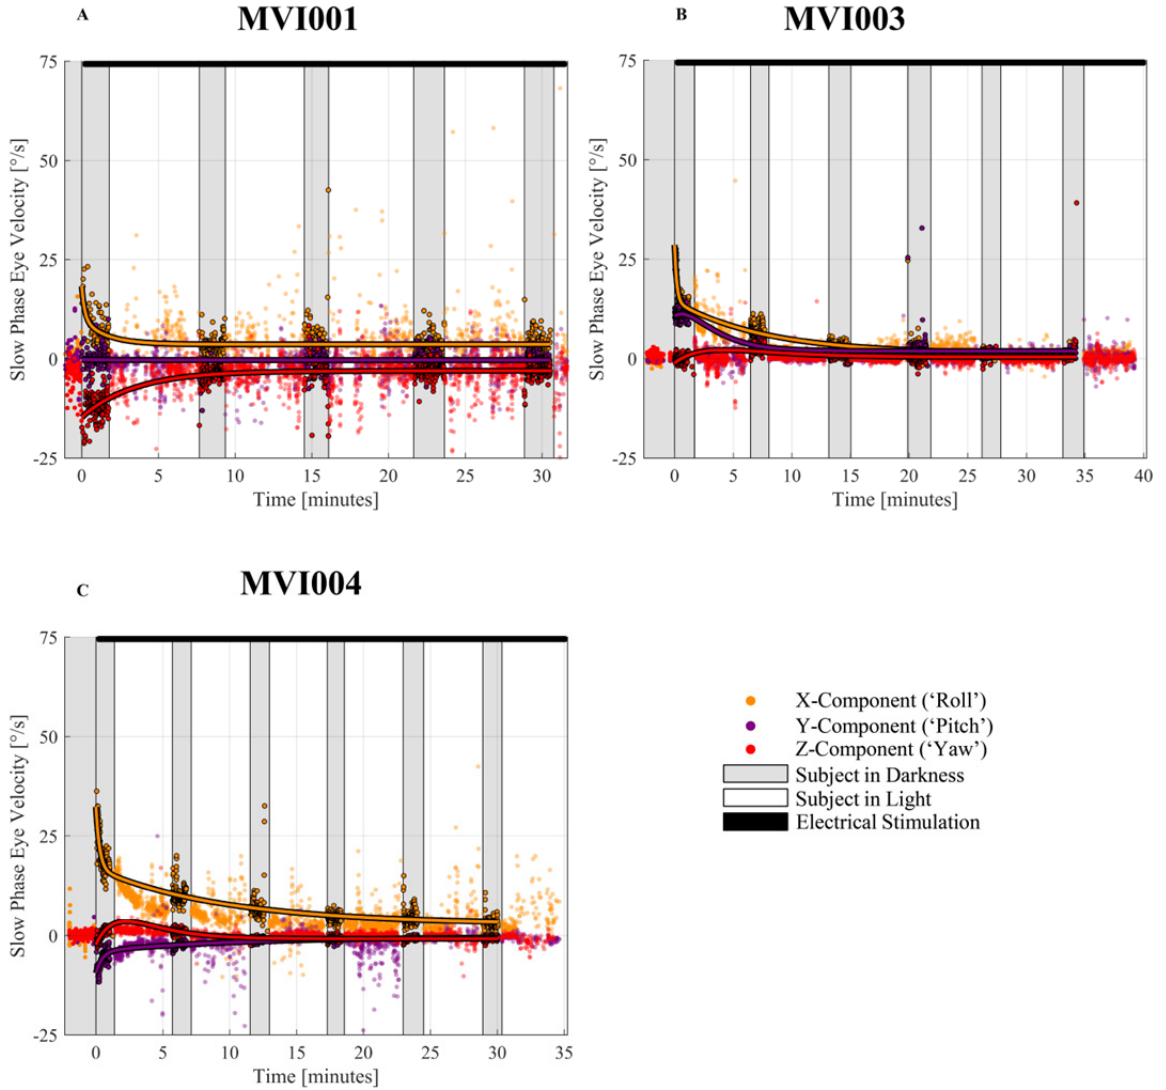 A
MVI001
75
50
25
0
-25
Slow Phase Eye Velocity [°/s]
0 5 10 15 20 25 30
Time [minutes]
B
MVI003
75
50
25
0
-25
Slow Phase Eye Velocity [°/s]
0 5 10 15 20 25 30 35 40
Time [minutes]
C
MVI004
75
50
25
0
-25
Slow Phase Eye Velocity [°/s]
0 5 10 15 20 25 30 35
Time [minutes]
X-Component (‘Roll’)
Y-Component (‘Pitch’)
Z-Component (‘Yaw’)
Subject in Darkness
Subject in Light
Electrical Stimulation